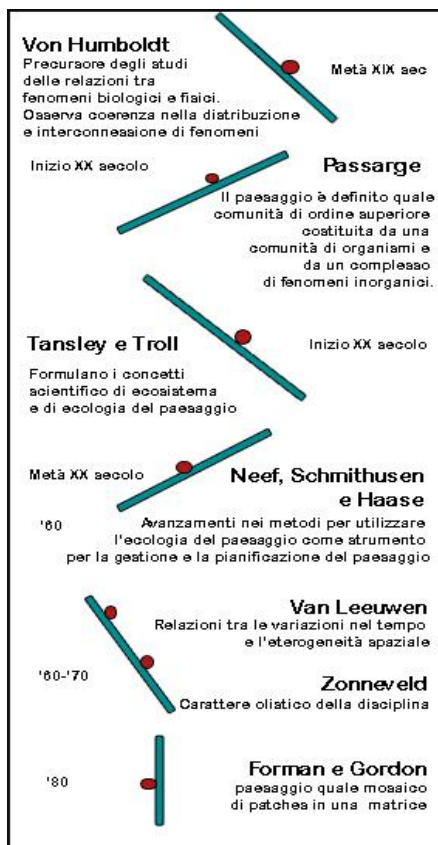 Von Humboldt
Precursore degli studi
delle relazioni tra
fenomeni biologici e fisici.
Osserva coerenza nella distribuzione
e interconnessione di fenomeni
Metà XIX sec
Inizio XX secolo
Passarge
Il paesaggio è definito quale
comunità di ordine superiore
costituita da una
comunità di organismi e
da un complesso
di fenomeni inorganici.
Tansley e Troll
Inizio XX secolo
Formulano i concetti
scientifico di ecosistema
e di ecologia del paesaggio
Metà XX secolo
Neef, Schmithusen
e Haase
'60
Avanzamenti nei metodi per utilizzare
l'ecologia del paesaggio come strumento
per la gestione e la pianificazione del paesaggio
Van Leeuwen
Relazioni tra le variazioni nel tempo
e l'eterogeneità spaziale
'60-'70
Zonneveld
Carattere olistico della disciplina
'80
Forman e Gordon
paesaggio quale mosaico
di patches in una matrice